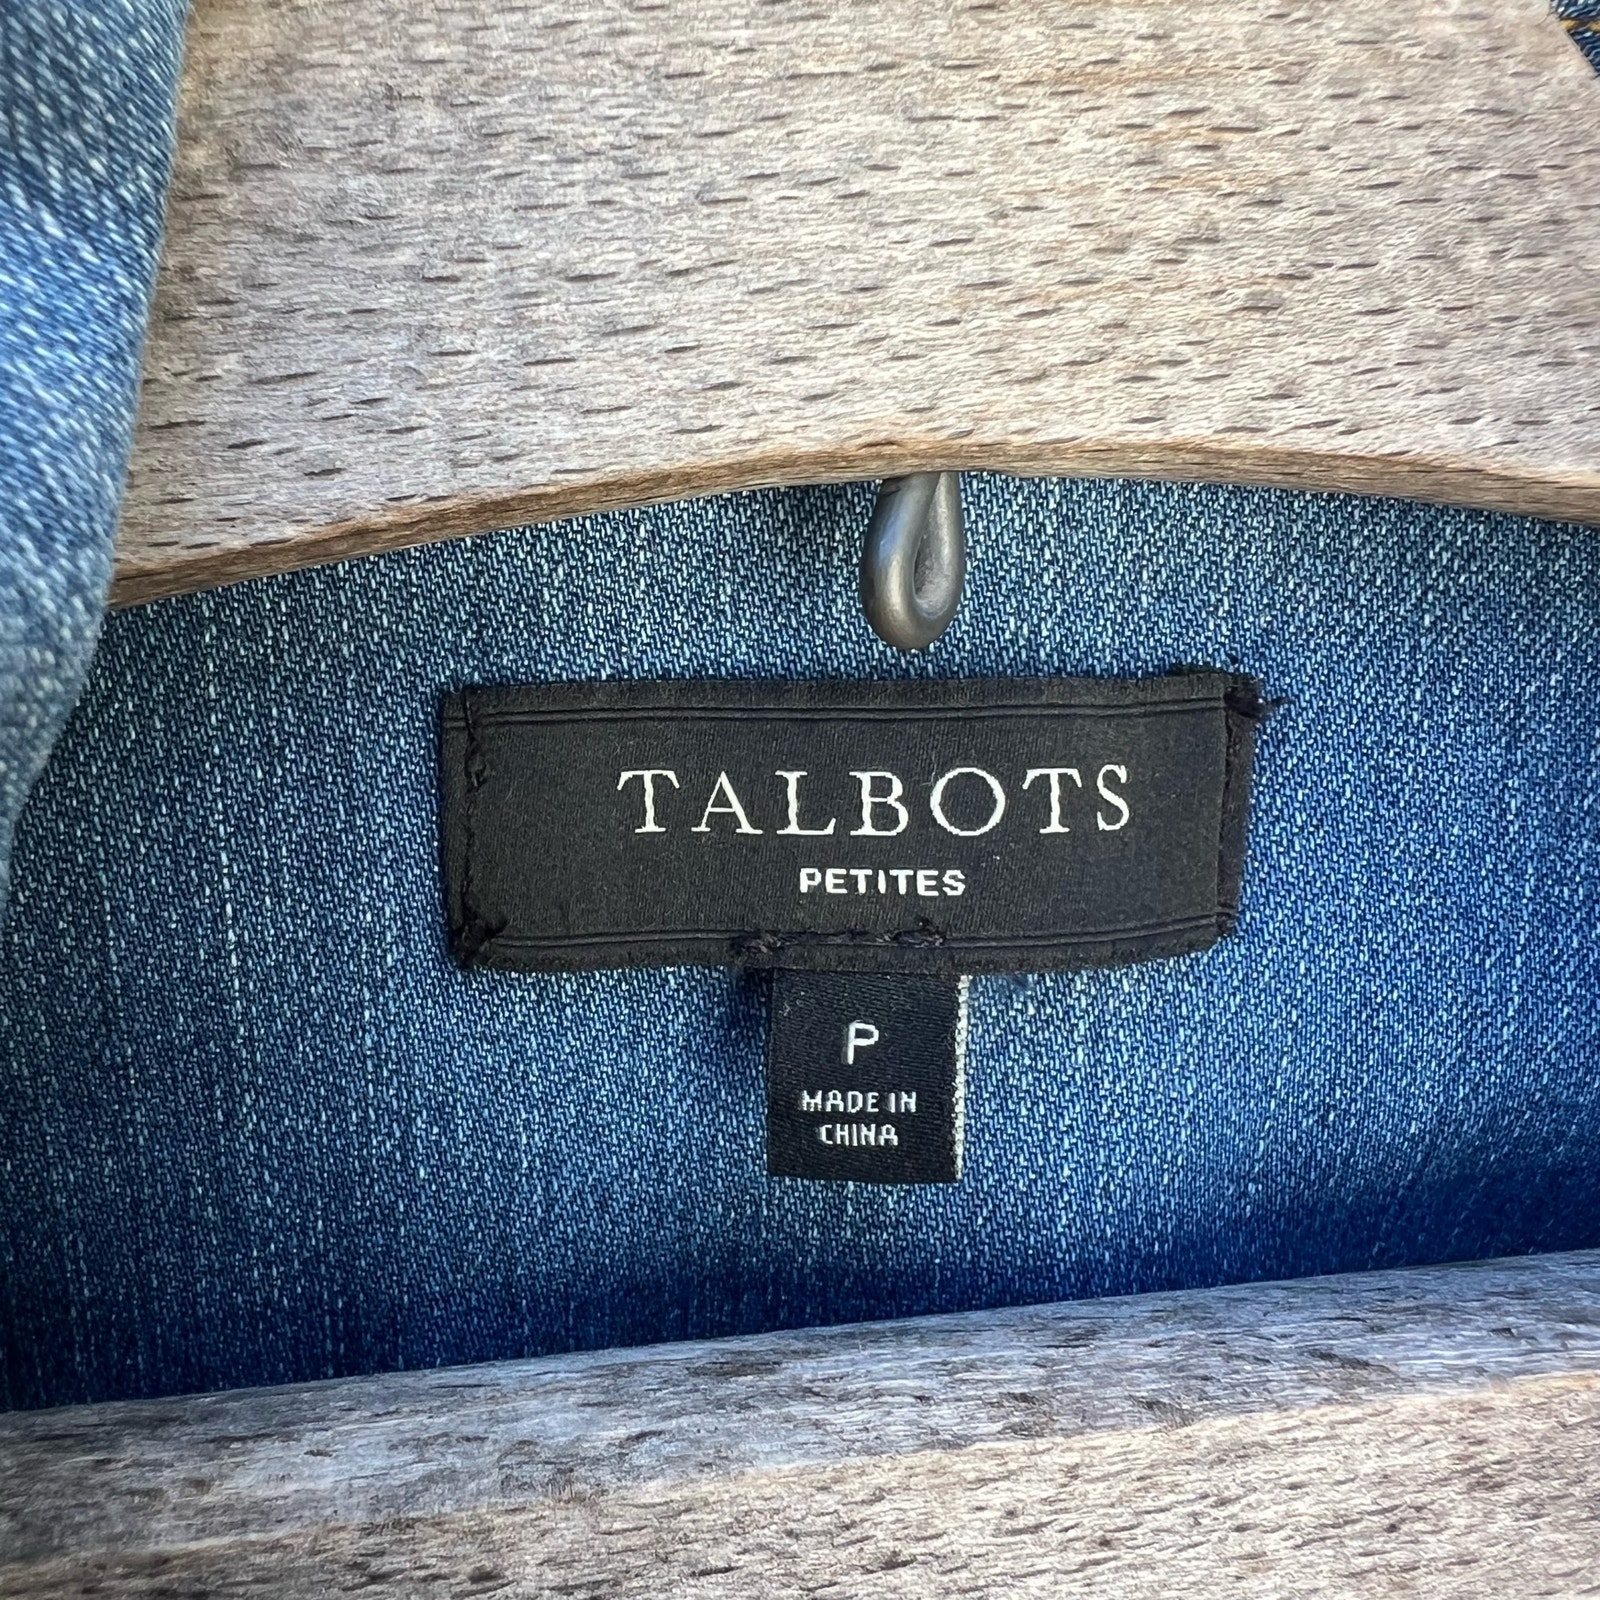 TALBOTS
PETITES
P
MADE IN
CHINA